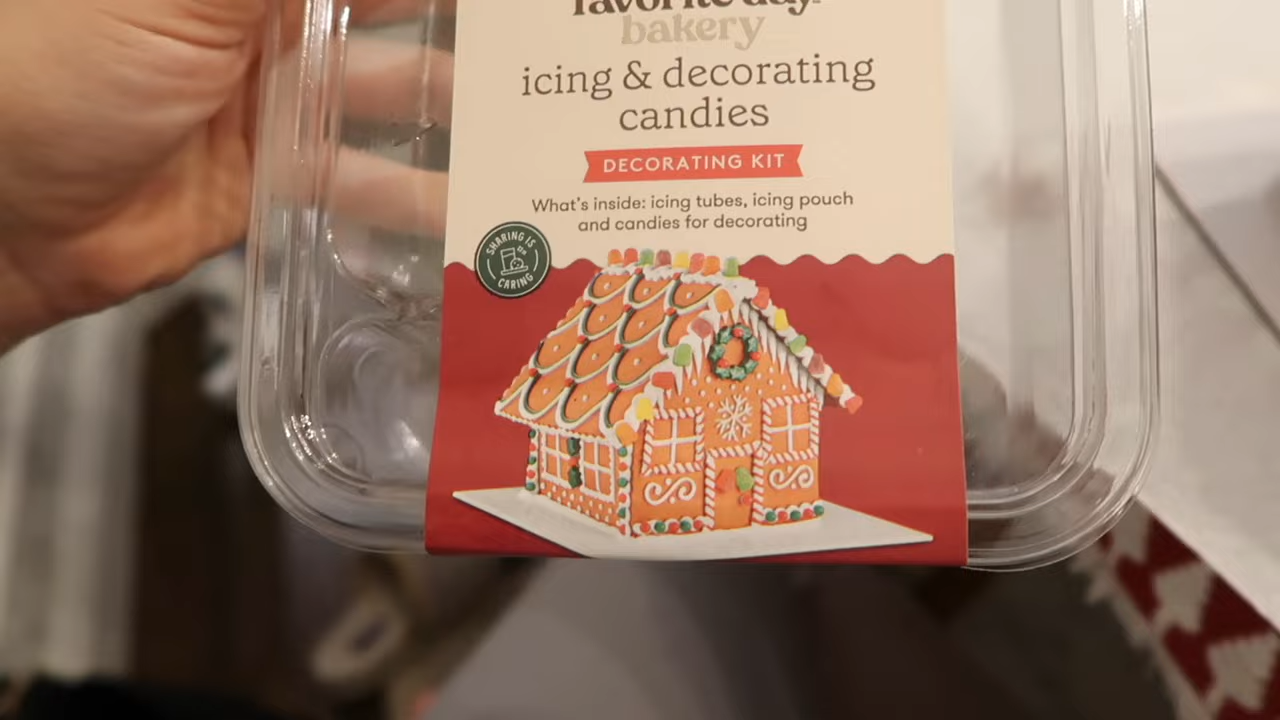 favorite day.
bakery
icing & decorating
candies
DECORATING KIT
What's inside: icing tubes, icing pouch
and candies for decorating
SHARING IS
CARING